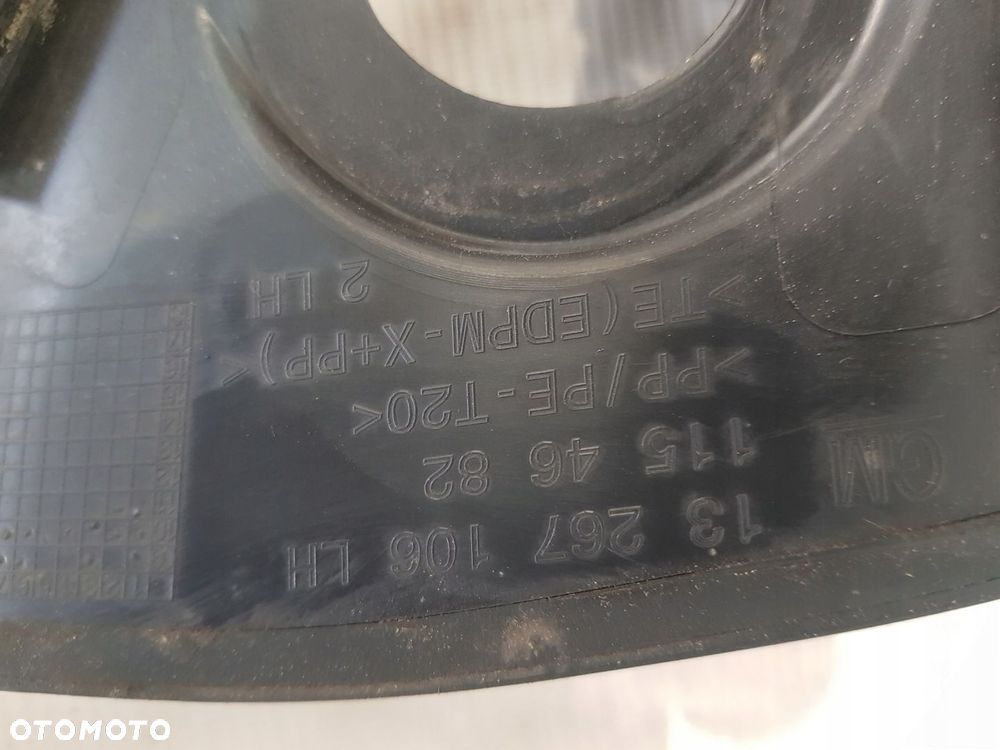 GM
13 267 106 LH
115 46 82
>PP/PE-T20<
>TE(EDPM-X+PP)<
2 LH
OTOMOTO